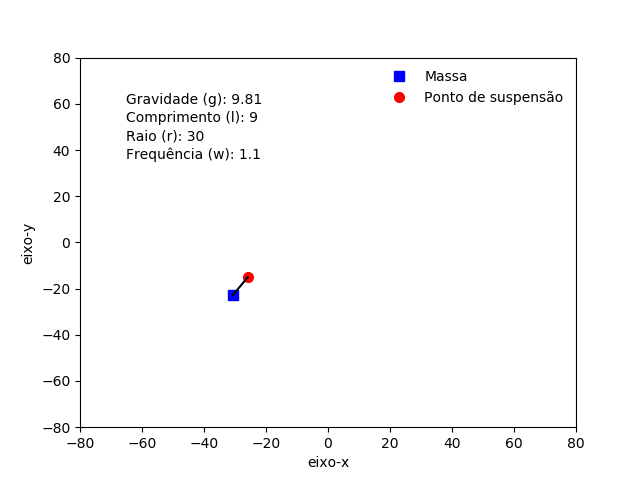 Massa
Ponto de suspensão
Gravidade (g): 9.81
Comprimento (l): 9
Raio (r): 30
Frequência (w): 1.1
eixo-y
80
60
40
20
0
−20
−40
−60
−80
−80 −60 −40 −20 0 20 40 60 80
eixo-x